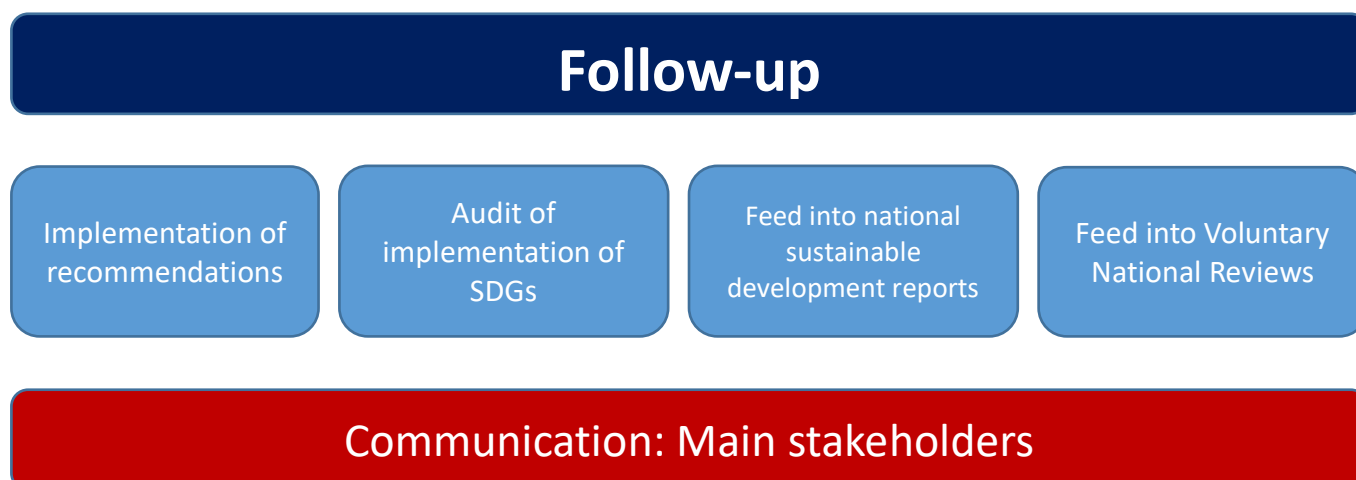 Follow-up
Implementation of
recommendations
Audit of
implementation of
SDGs
Feed into national
sustainable
development reports
Feed into Voluntary
National Reviews
Communication: Main stakeholders